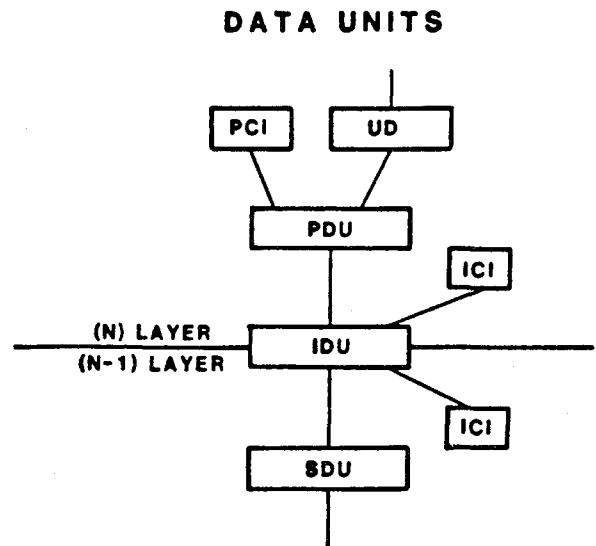 DATA UNITS
PCI
UD
PDU
ICI
(N) LAYER
IDU
(N-1) LAYER
ICI
SDU